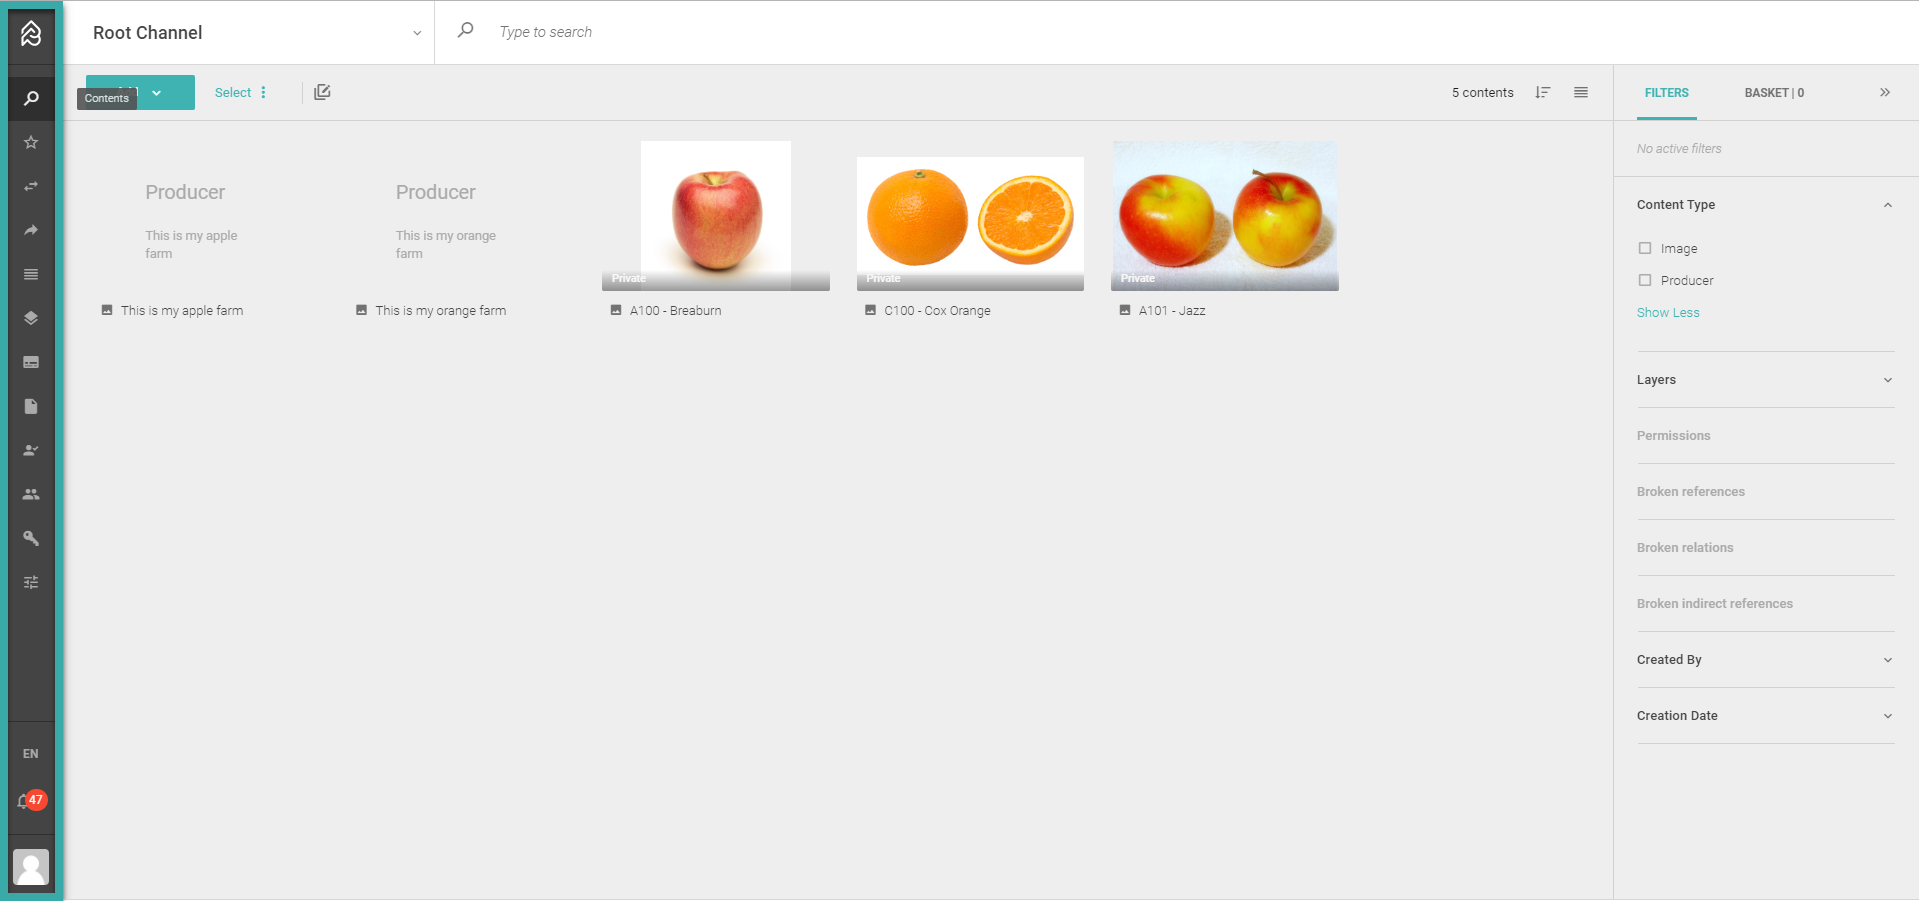 Root Channel
Type to search
Contents
Select
5 contents
FILTERS
BASKET | 0
No active filters
Content Type
Image
Producer
Show Less
Layers
Permissions
Broken references
Broken relations
Broken indirect references
Created By
Creation Date
Producer
This is my apple
farm
This is my apple farm
Producer
This is my orange
farm
This is my orange farm
Private
A100 - Breaburn
Private
C100 - Cox Orange
Private
A101 - Jazz
EN
47